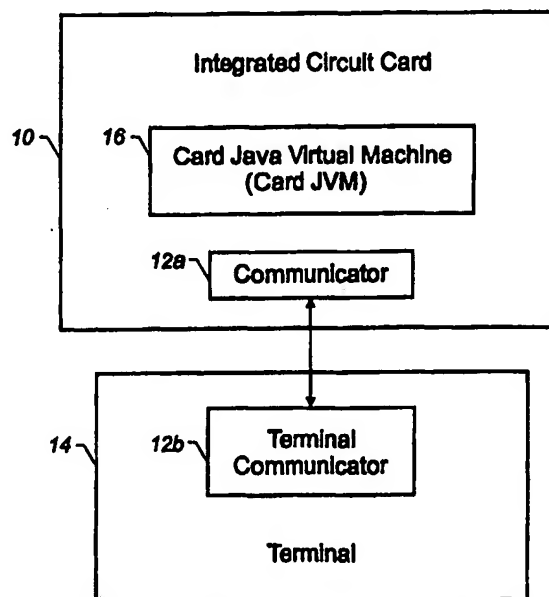 Integrated Circuit Card
10
16
Card Java Virtual Machine
(Card JVM)
12a
Communicator
14
12b
Terminal
Communicator
Terminal